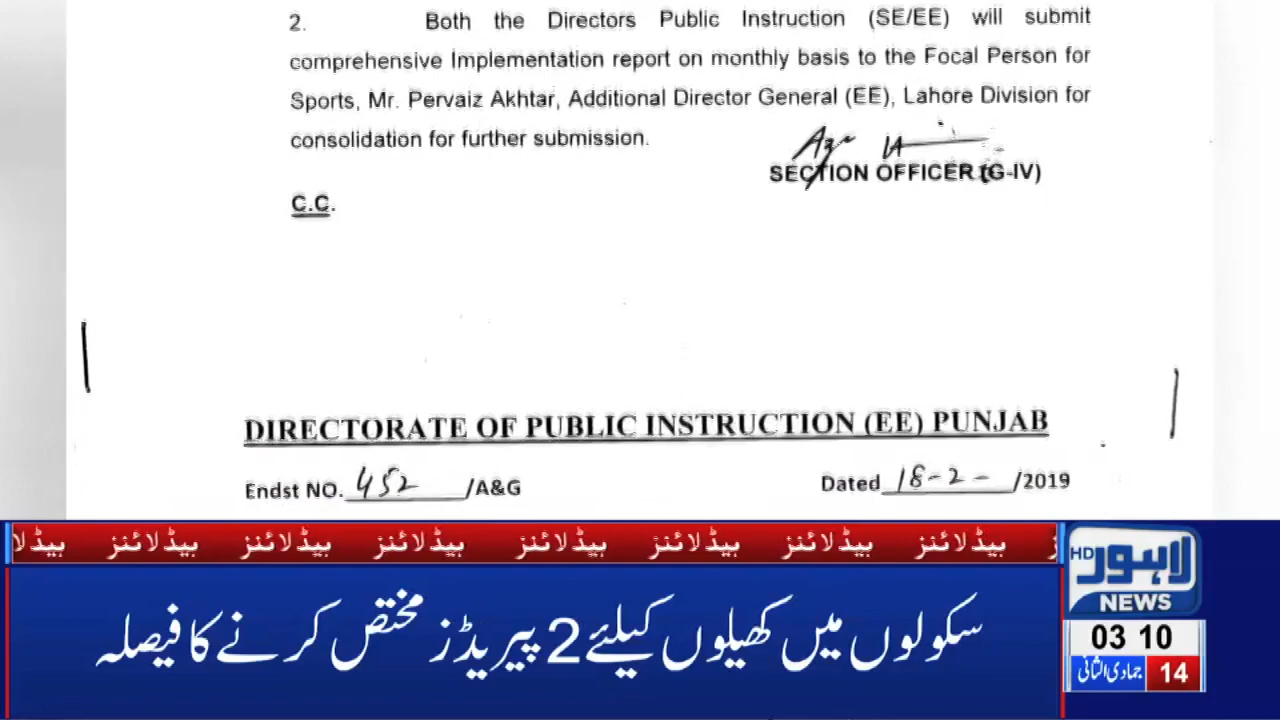 2. Both the Directors Public Instruction (SE/EE) will submit
comprehensive Implementation report on monthly basis to the Focal Person for
Sports, Mr. Pervaiz Akhtar, Additional Director General (EE), Lahore Division for
consolidation for further submission.
SECTION OFFICER (G-IV)
C.C.
DIRECTORATE OF PUBLIC INSTRUCTION (EE) PUNJAB
Endst NO. 452 /A&G Dated 18-2- /2019
ہیڈلائنز ہیڈلائنز ہیڈلائنز ہیڈلائنز ہیڈلائنز ہیڈلائنز ہیڈلائنز ہیڈلا
سکولوں میں کھیلوں کیلئے 2 پیریڈز مختص کرنے کا فیصلہ
لاہور HD
NEWS
03 10
14 جمادی الثانی